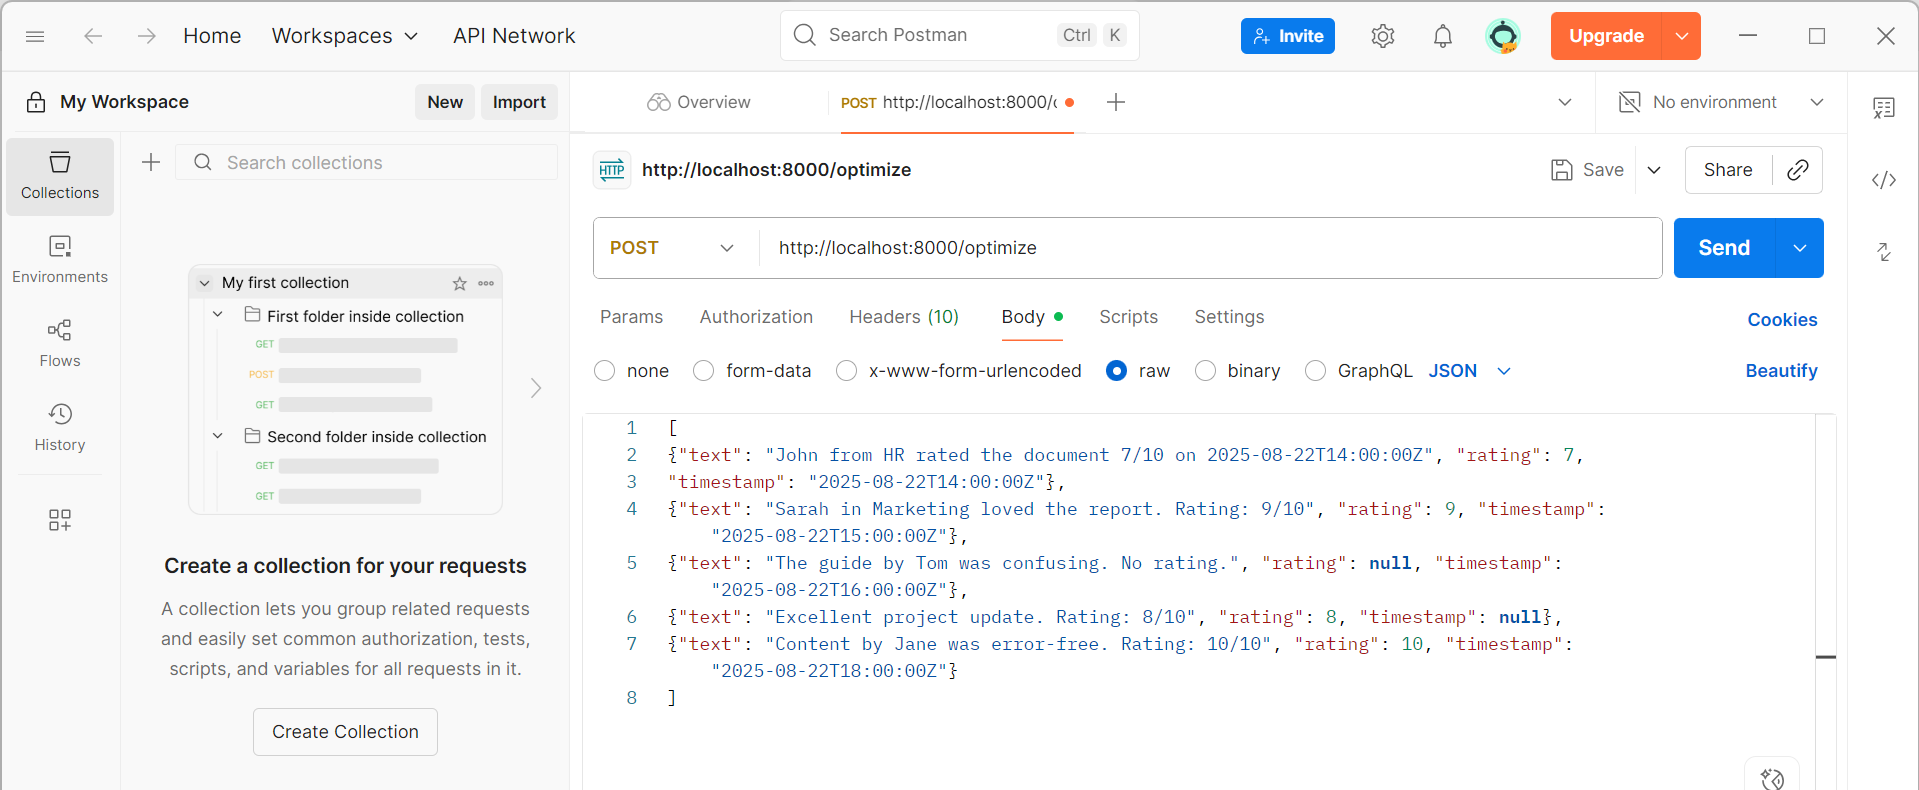 Home Workspaces API Network Search Postman Ctrl K Invite Upgrade
My Workspace New Import
Overview POST http://localhost:8000/ No environment
Collections
Environments
Flows
History
Search collections
My first collection
First folder inside collection
GET
POST
GET
Second folder inside collection
GET
GET
Create a collection for your requests
A collection lets you group related requests
and easily set common authorization, tests,
scripts, and variables for all requests in it.
Create Collection
HTTP http://localhost:8000/optimize Save Share
POST http://localhost:8000/optimize Send
Params Authorization Headers (10) Body Scripts Settings Cookies
none form-data x-www-form-urlencoded raw binary GraphQL JSON Beautify
1 [
2 {"text": "John from HR rated the document 7/10 on 2025-08-22T14:00:00Z", "rating": 7,
3 "timestamp": "2025-08-22T14:00:00Z"},
4 {"text": "Sarah in Marketing loved the report. Rating: 9/10", "rating": 9, "timestamp":
"2025-08-22T15:00:00Z"},
5 {"text": "The guide by Tom was confusing. No rating.", "rating": null, "timestamp":
"2025-08-22T16:00:00Z"},
6 {"text": "Excellent project update. Rating: 8/10", "rating": 8, "timestamp": null},
7 {"text": "Content by Jane was error-free. Rating: 10/10", "rating": 10, "timestamp":
"2025-08-22T18:00:00Z"}
8 ]